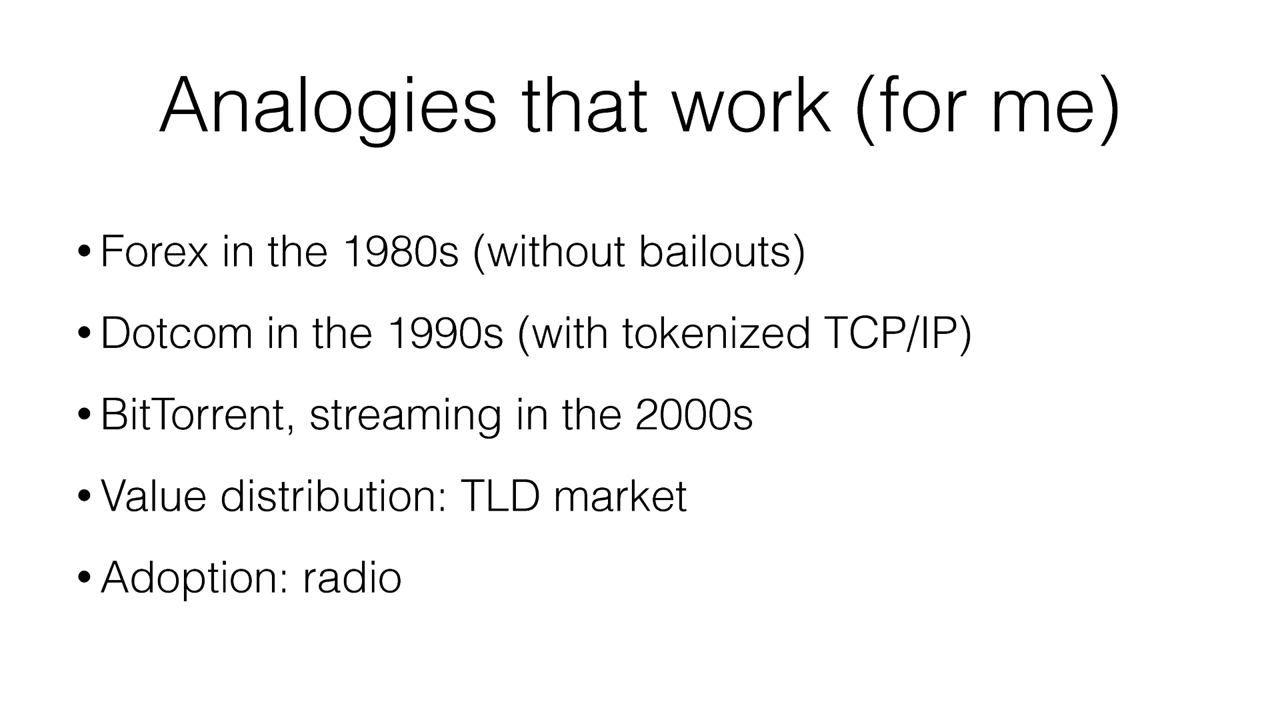 Analogies that work (for me)
• Forex in the 1980s (without bailouts)
• Dotcom in the 1990s (with tokenized TCP/IP)
• BitTorrent, streaming in the 2000s
• Value distribution: TLD market
• Adoption: radio